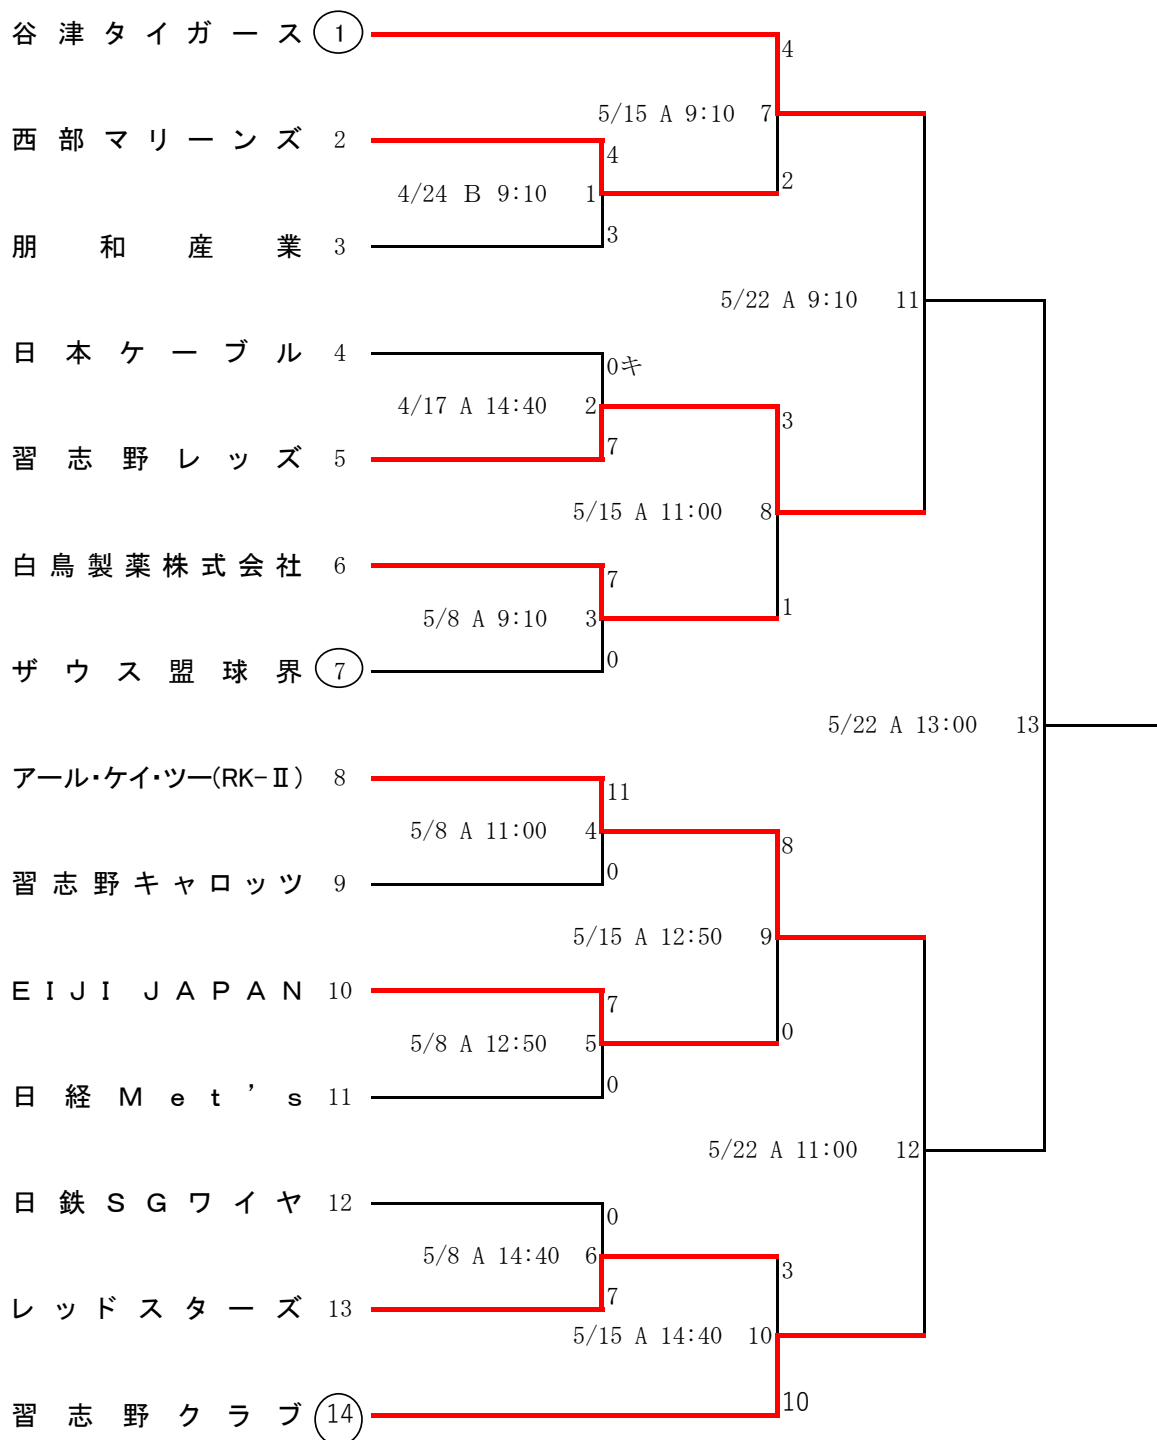 谷津タイガース 1
4
5/15 A 9:10 7
西部マリーンズ 2
4
2
4/24 B 9:10 1
3
朋和産業 3
5/22 A 9:10 11
日本ケーブル 4
0キ
4/17 A 14:40 2
3
7
習志野レッズ 5
5/15 A 11:00 8
白鳥製薬株式会社 6
7
1
5/8 A 9:10 3
0
ザウス盟球界 7
5/22 A 13:00 13
アール・ケイ・ツー(RK-Ⅱ) 8
11
5/8 A 11:00 4
8
0
習志野キャロッツ 9
5/15 A 12:50 9
EIJI JAPAN 10
7
0
5/8 A 12:50 5
0
日経Met's 11
5/22 A 11:00 12
日鉄SGワイヤ 12
0
5/8 A 14:40 6
3
7
レッドスターズ 13
5/15 A 14:40 10
10
習志野クラブ 14